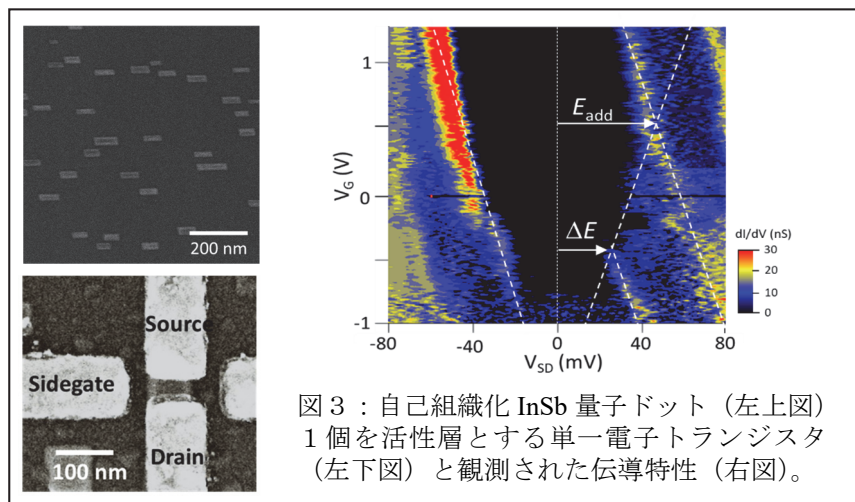 200 nm
Source
Sidegate
Drain
100 nm
V_G (V)
1
0
-1
E_add
ΔE
dI/dV (nS)
30
20
10
0
-80
-40
0
40
80
V_SD (mV)
図3：自己組織化 InSb 量子ドット（左上図）
1個を活性層とする単一電子トランジスタ
（左下図）と観測された伝導特性（右図）。